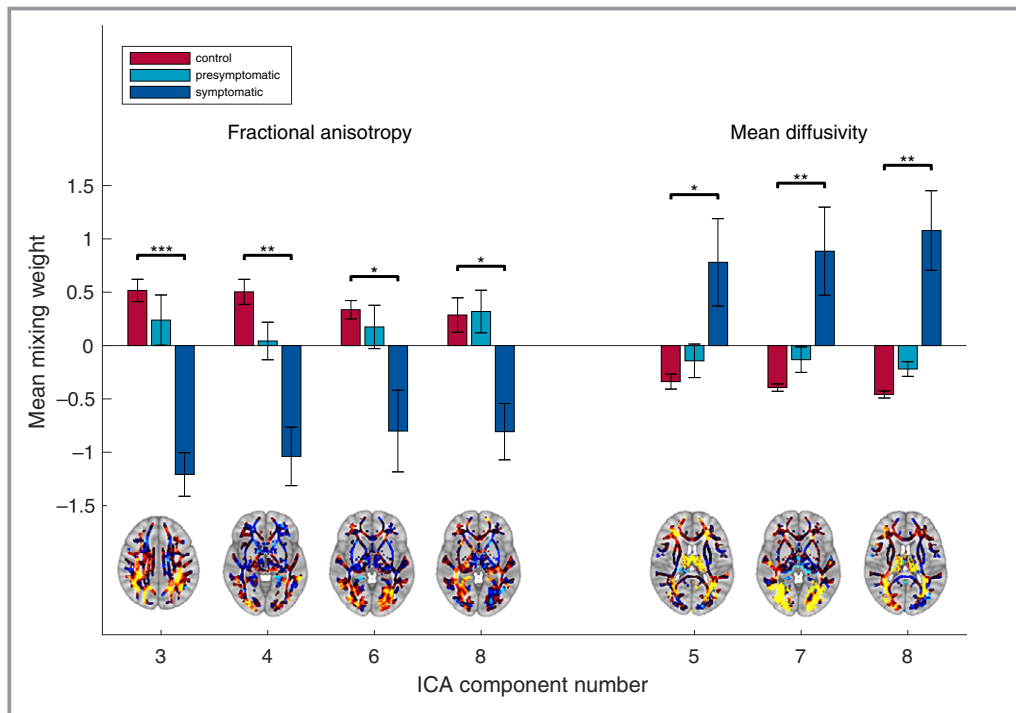 control
presymptomatic
symptomatic
Fractional anisotropy
Mean diffusivity
*** ** * * * ** **
Mean mixing weight
1.5
1
0.5
0
−0.5
−1
−1.5
3 4 6 8 5 7 8
ICA component number